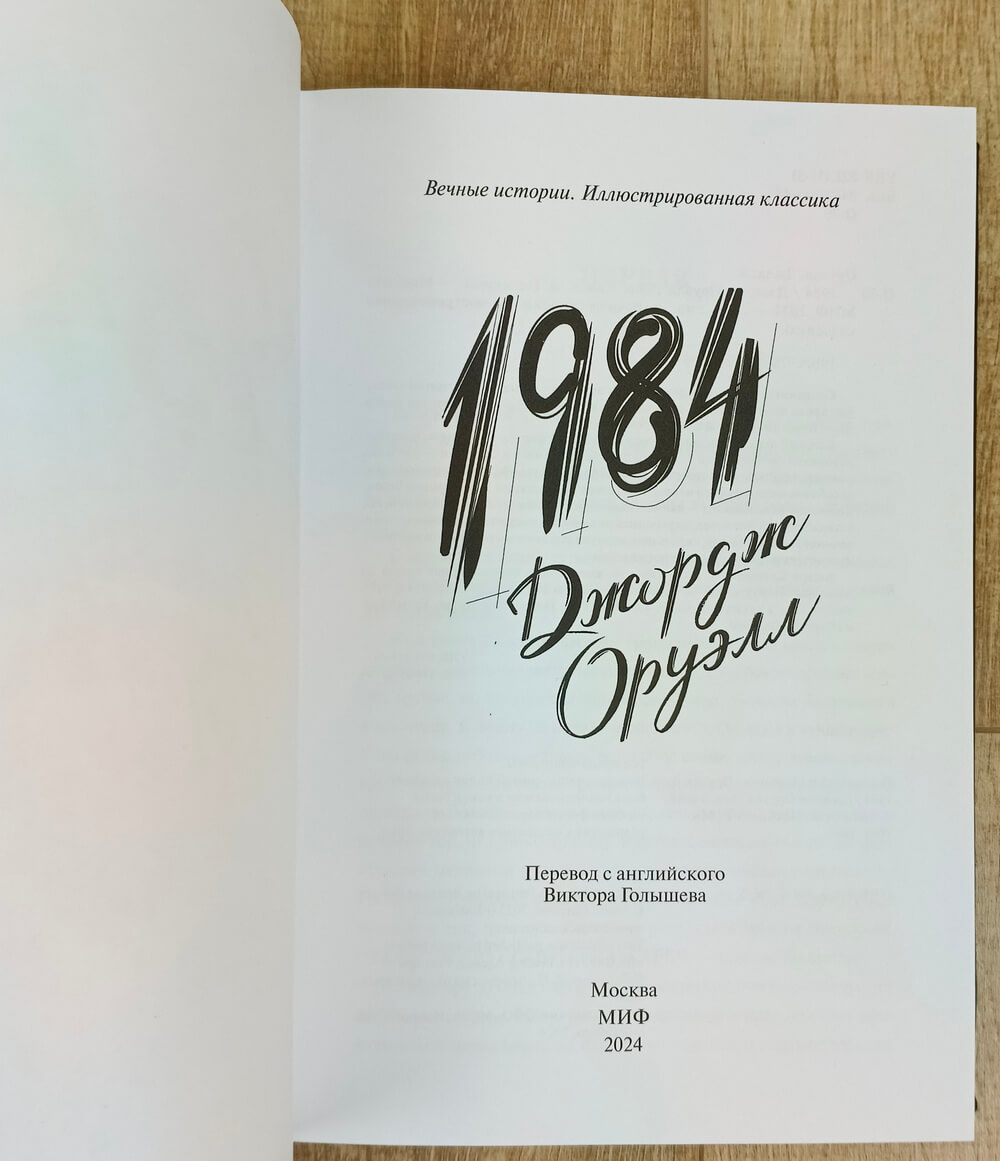 Вечные истории. Иллюстрированная классика
1984
Джордж
Оруэлл
Перевод с английского
Виктора Голышева
Москва
МИФ
2024